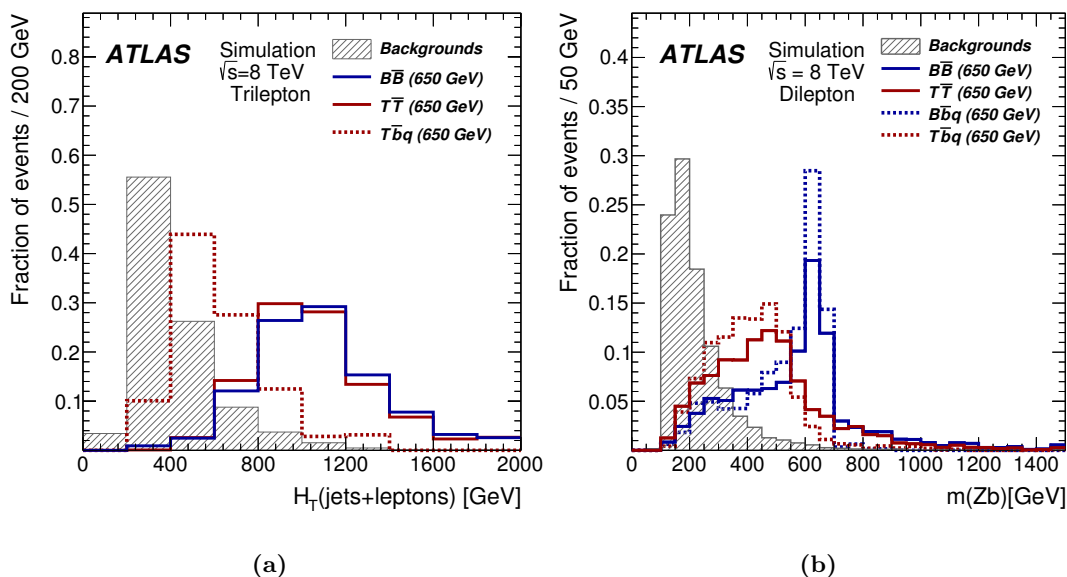 Fraction of events / 200 GeV
0.8
0.7
0.6
0.5
0.4
0.3
0.2
0.1
ATLAS
Simulation
√s=8 TeV
Trilepton
Backgrounds
BB̅ (650 GeV)
TT̅ (650 GeV)
Tb̅q (650 GeV)
0 400 800 1200 1600 2000
H_T(jets+leptons) [GeV]
(a)
Fraction of events / 50 GeV
0.4
0.35
0.3
0.25
0.2
0.15
0.1
0.05
ATLAS
Simulation
√s = 8 TeV
Dilepton
Backgrounds
BB̅ (650 GeV)
TT̅ (650 GeV)
Bb̅q (650 GeV)
Tb̅q (650 GeV)
0 200 400 600 800 1000 1200 1400
m(Zb)[GeV]
(b)